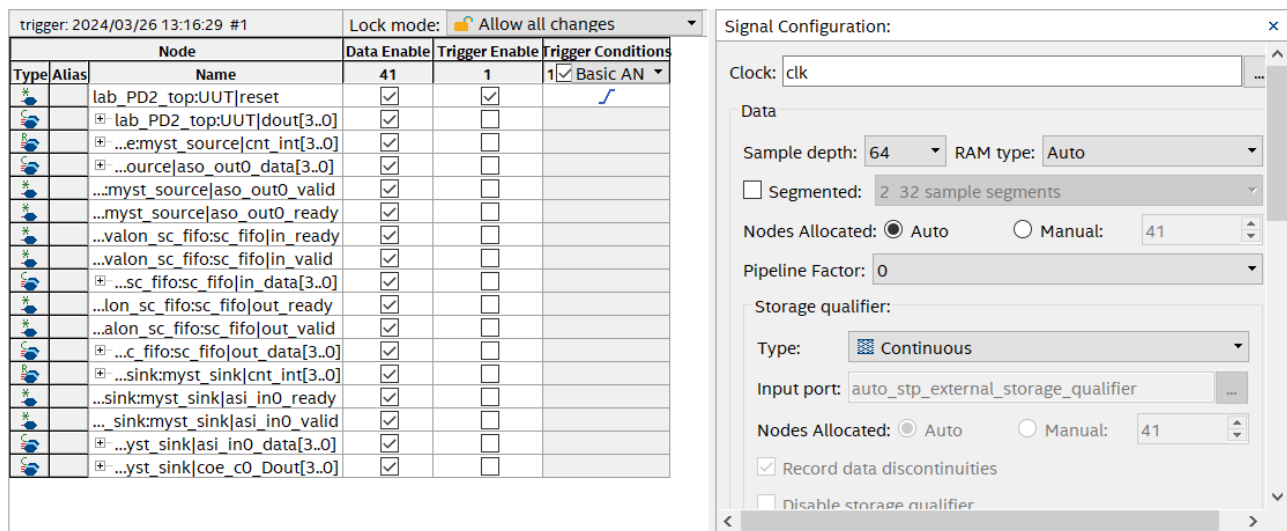 trigger: 2024/03/26 13:16:29 #1 Lock mode: Allow all changes
Node Data Enable Trigger Enable Trigger Conditions
Type Alias Name 41 1 1 Basic AN
lab_PD2_top:UUT|reset
lab_PD2_top:UUT|dout[3..0]
...e:myst_source|cnt_int[3..0]
...ource|aso_out0_data[3..0]
...:myst_source|aso_out0_valid
...myst_source|aso_out0_ready
...valon_sc_fifo:sc_fifo|in_ready
...valon_sc_fifo:sc_fifo|in_valid
...sc_fifo:sc_fifo|in_data[3..0]
...lon_sc_fifo:sc_fifo|out_ready
...alon_sc_fifo:sc_fifo|out_valid
...c_fifo:sc_fifo|out_data[3..0]
...sink:myst_sink|cnt_int[3..0]
...sink:myst_sink|asi_in0_ready
..._sink:myst_sink|asi_in0_valid
...yst_sink|asi_in0_data[3..0]
...yst_sink|coe_c0_Dout[3..0]
Signal Configuration:
Clock: clk ...
Data
Sample depth: 64 RAM type: Auto
Segmented: 2 32 sample segments
Nodes Allocated: Auto Manual: 41
Pipeline Factor: 0
Storage qualifier:
Type: Continuous
Input port: auto_stp_external_storage_qualifier ...
Nodes Allocated: Auto Manual: 41
Record data discontinuities
Disable storage qualifier